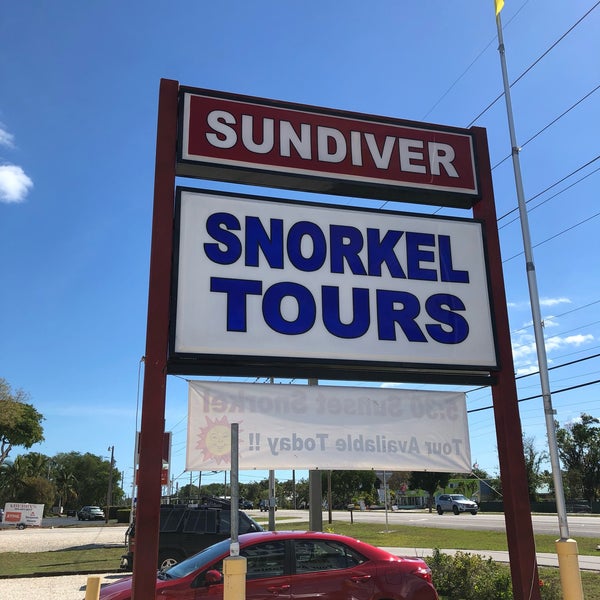 SUNDIVER
SNORKEL
TOURS
5:30 Sunset Snorkel
Tour Available Today !!